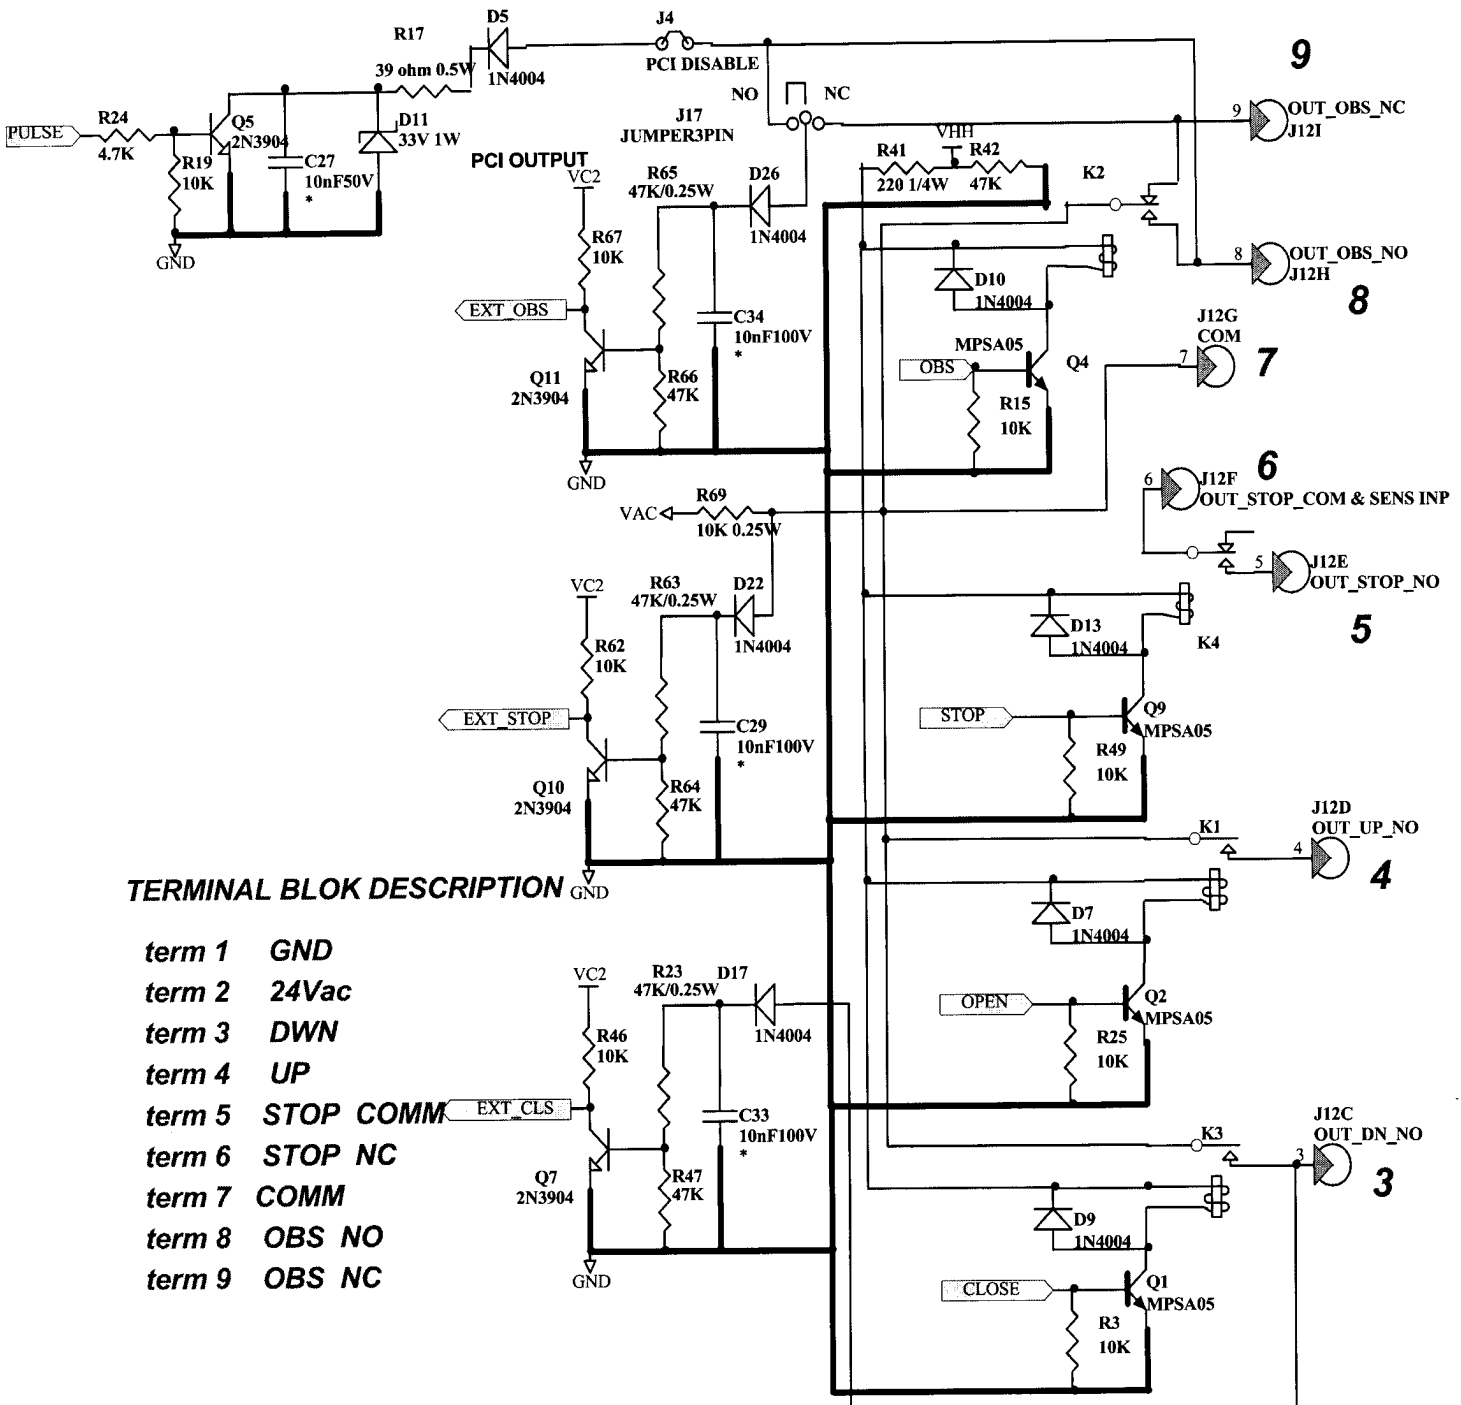 D5
R17
J4
39 ohm 0.5W
1N4004
PCI DISABLE
9
NO
NC
R24
PULSE
4.7K
Q5
2N3904
D11
33V 1W
J17
JUMPER3PIN
VHH
9
OUT_OBS_NC
J12I
R19
10K
C27
10nF50V
*
PCI OUTPUT
R65
47K/0.25W
D26
R41
R42
220 1/4W
47K
K2
VC2
R67
10K
1N4004
GND
D10
1N4004
8
OUT_OBS_NO
J12H
8
EXT_OBS
C34
10nF100V
*
J12G
COM
7
7
Q11
2N3904
R66
47K
MPSA05
OBS
Q4
R15
10K
GND
6
J12F
OUT_STOP_COM & SENS INP
6
R69
VAC
10K 0.25W
5
J12E
OUT_STOP_NO
5
VC2
R63
47K/0.25W
D22
1N4004
R62
10K
D13
1N4004
K4
EXT_STOP
C29
10nF100V
*
STOP
Q9
MPSA05
R49
10K
Q10
2N3904
R64
47K
GND
K1
J12D
OUT_UP_NO
4
4
D7
1N4004
TERMINAL BLOK DESCRIPTION
term 1 GND
term 2 24Vac
term 3 DWN
term 4 UP
term 5 STOP COMM
term 6 STOP NC
term 7 COMM
term 8 OBS NO
term 9 OBS NC
VC2
R23
47K/0.25W
D17
1N4004
R46
10K
OPEN
Q2
MPSA05
R25
10K
EXT_CLS
C33
10nF100V
*
K3
J12C
OUT_DN_NO
3
3
Q7
2N3904
R47
47K
D9
1N4004
GND
CLOSE
Q1
MPSA05
R3
10K